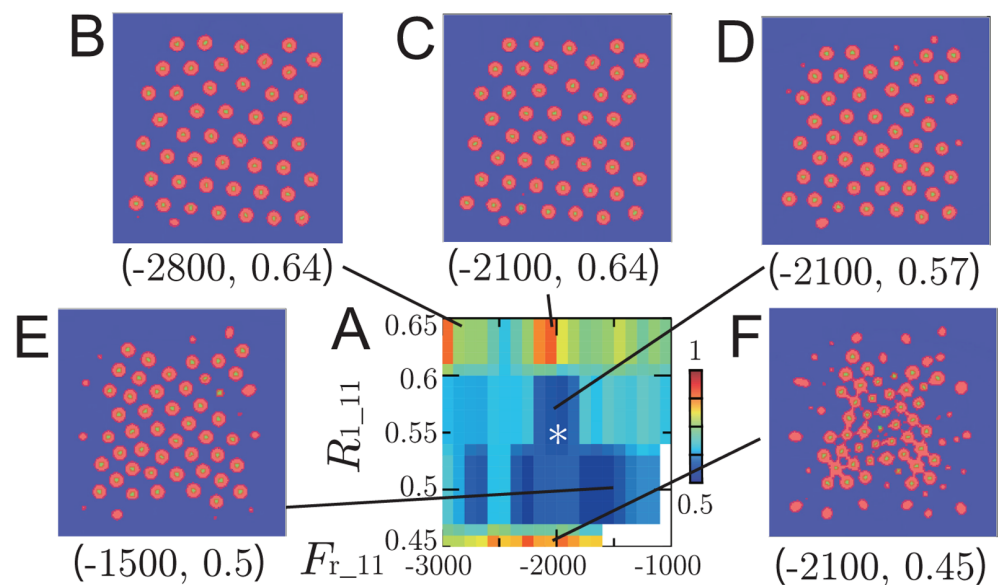 B
C
D
(-2800, 0.64)
(-2100, 0.64)
(-2100, 0.57)
E
A
F
0.65
0.6
0.55
0.5
0.45
R1_11
*
1
0.5
-3000
-2000
-1000
Fr_11
(-1500, 0.5)
(-2100, 0.45)